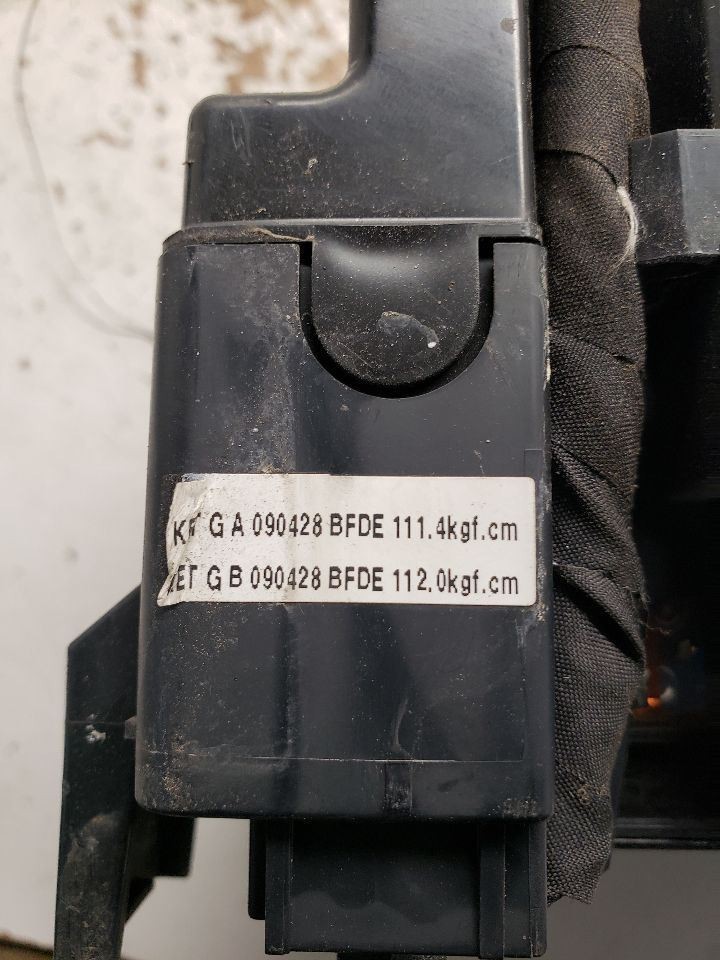 G A 090428 BFDE 111.4kgf.cm
G B 090428 BFDE 112.0kgf.cm